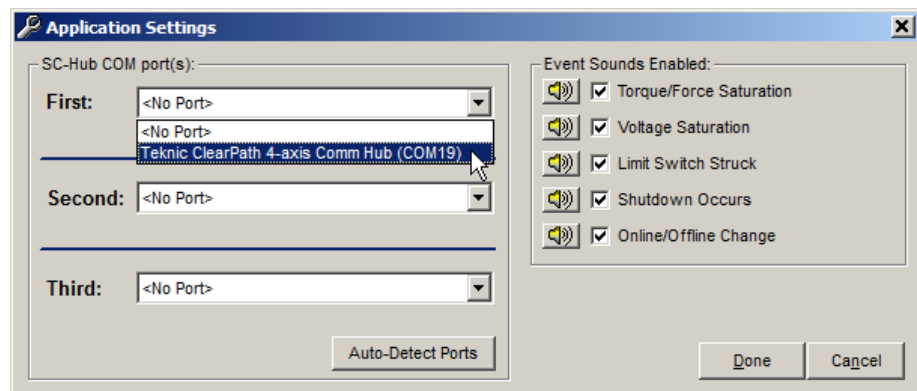 Application Settings
SC-Hub COM port(s):
First:
<No Port>
<No Port>
Teknic ClearPath 4-axis Comm Hub (COM19)
Second:
<No Port>
Third:
<No Port>
Auto-Detect Ports
Event Sounds Enabled:
Torque/Force Saturation
Voltage Saturation
Limit Switch Struck
Shutdown Occurs
Online/Offline Change
Done
Cancel